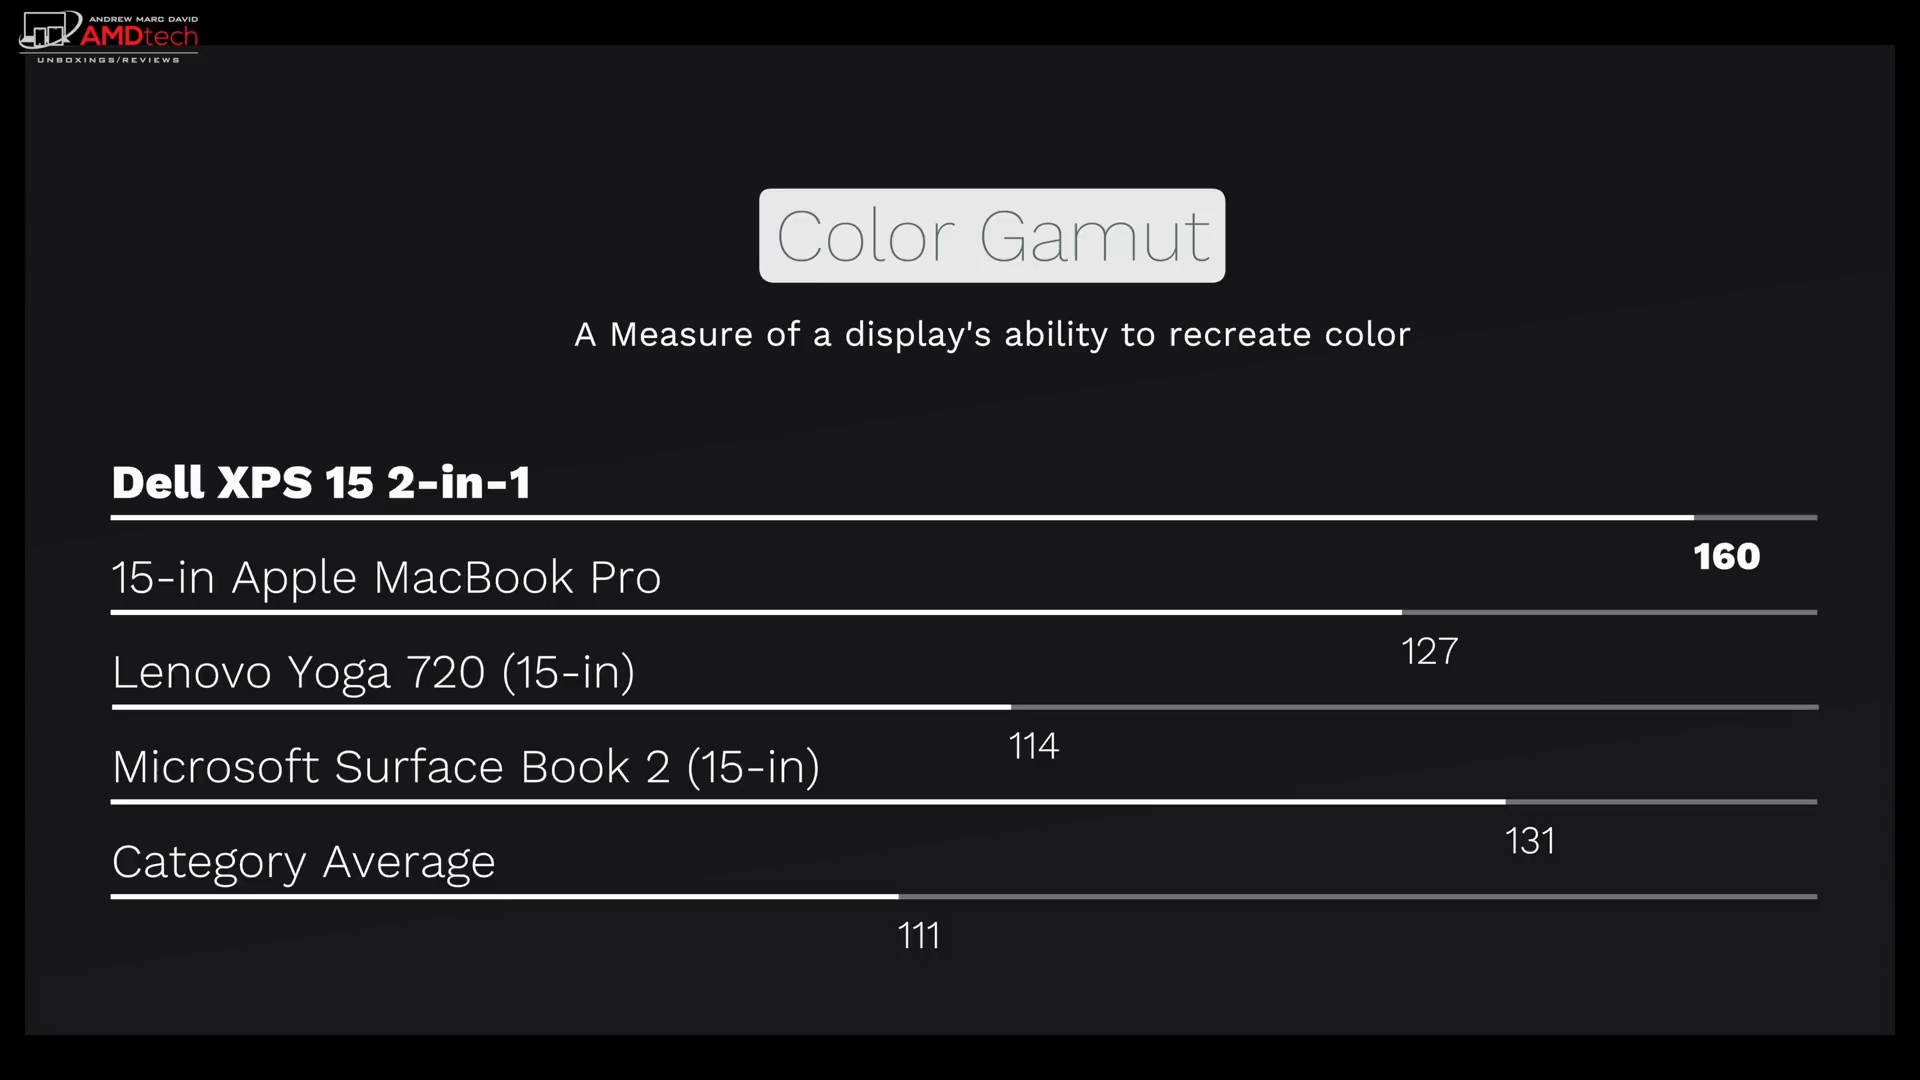 ANDREW MARC DAVID
AMDtech
UNBOXINGS/REVIEWS
Color Gamut
A Measure of a display's ability to recreate color
Dell XPS 15 2-in-1
160
15-in Apple MacBook Pro
127
Lenovo Yoga 720 (15-in)
114
Microsoft Surface Book 2 (15-in)
131
Category Average
111